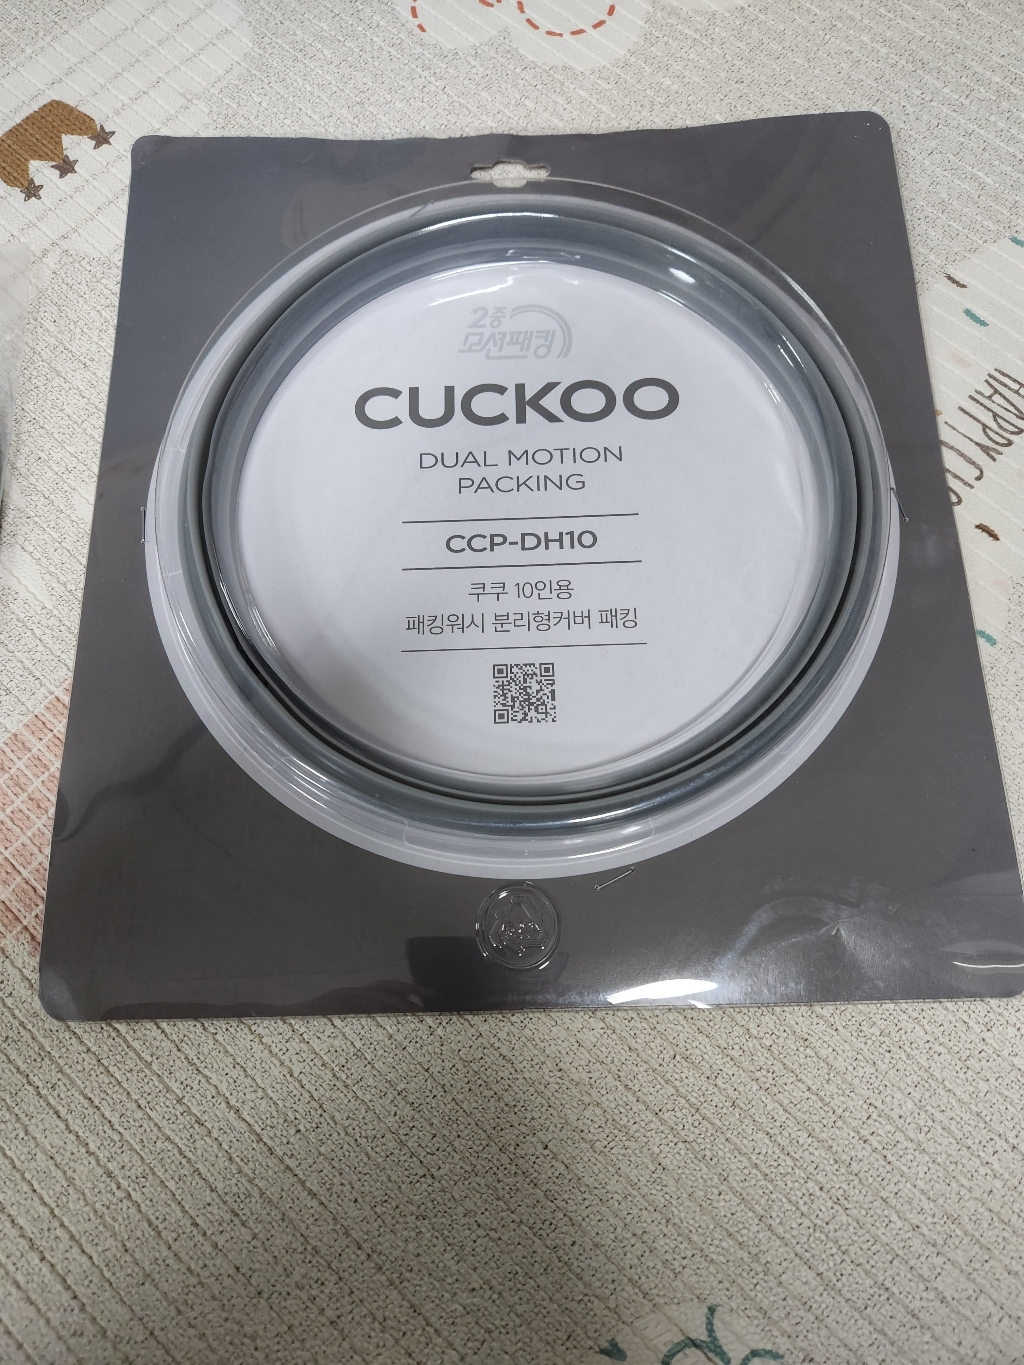 2중
모션패킹
CUCKOO
DUAL MOTION
PACKING
CCP-DH10
쿠쿠 10인용
패킹워시 분리형커버 패킹
HAPPY